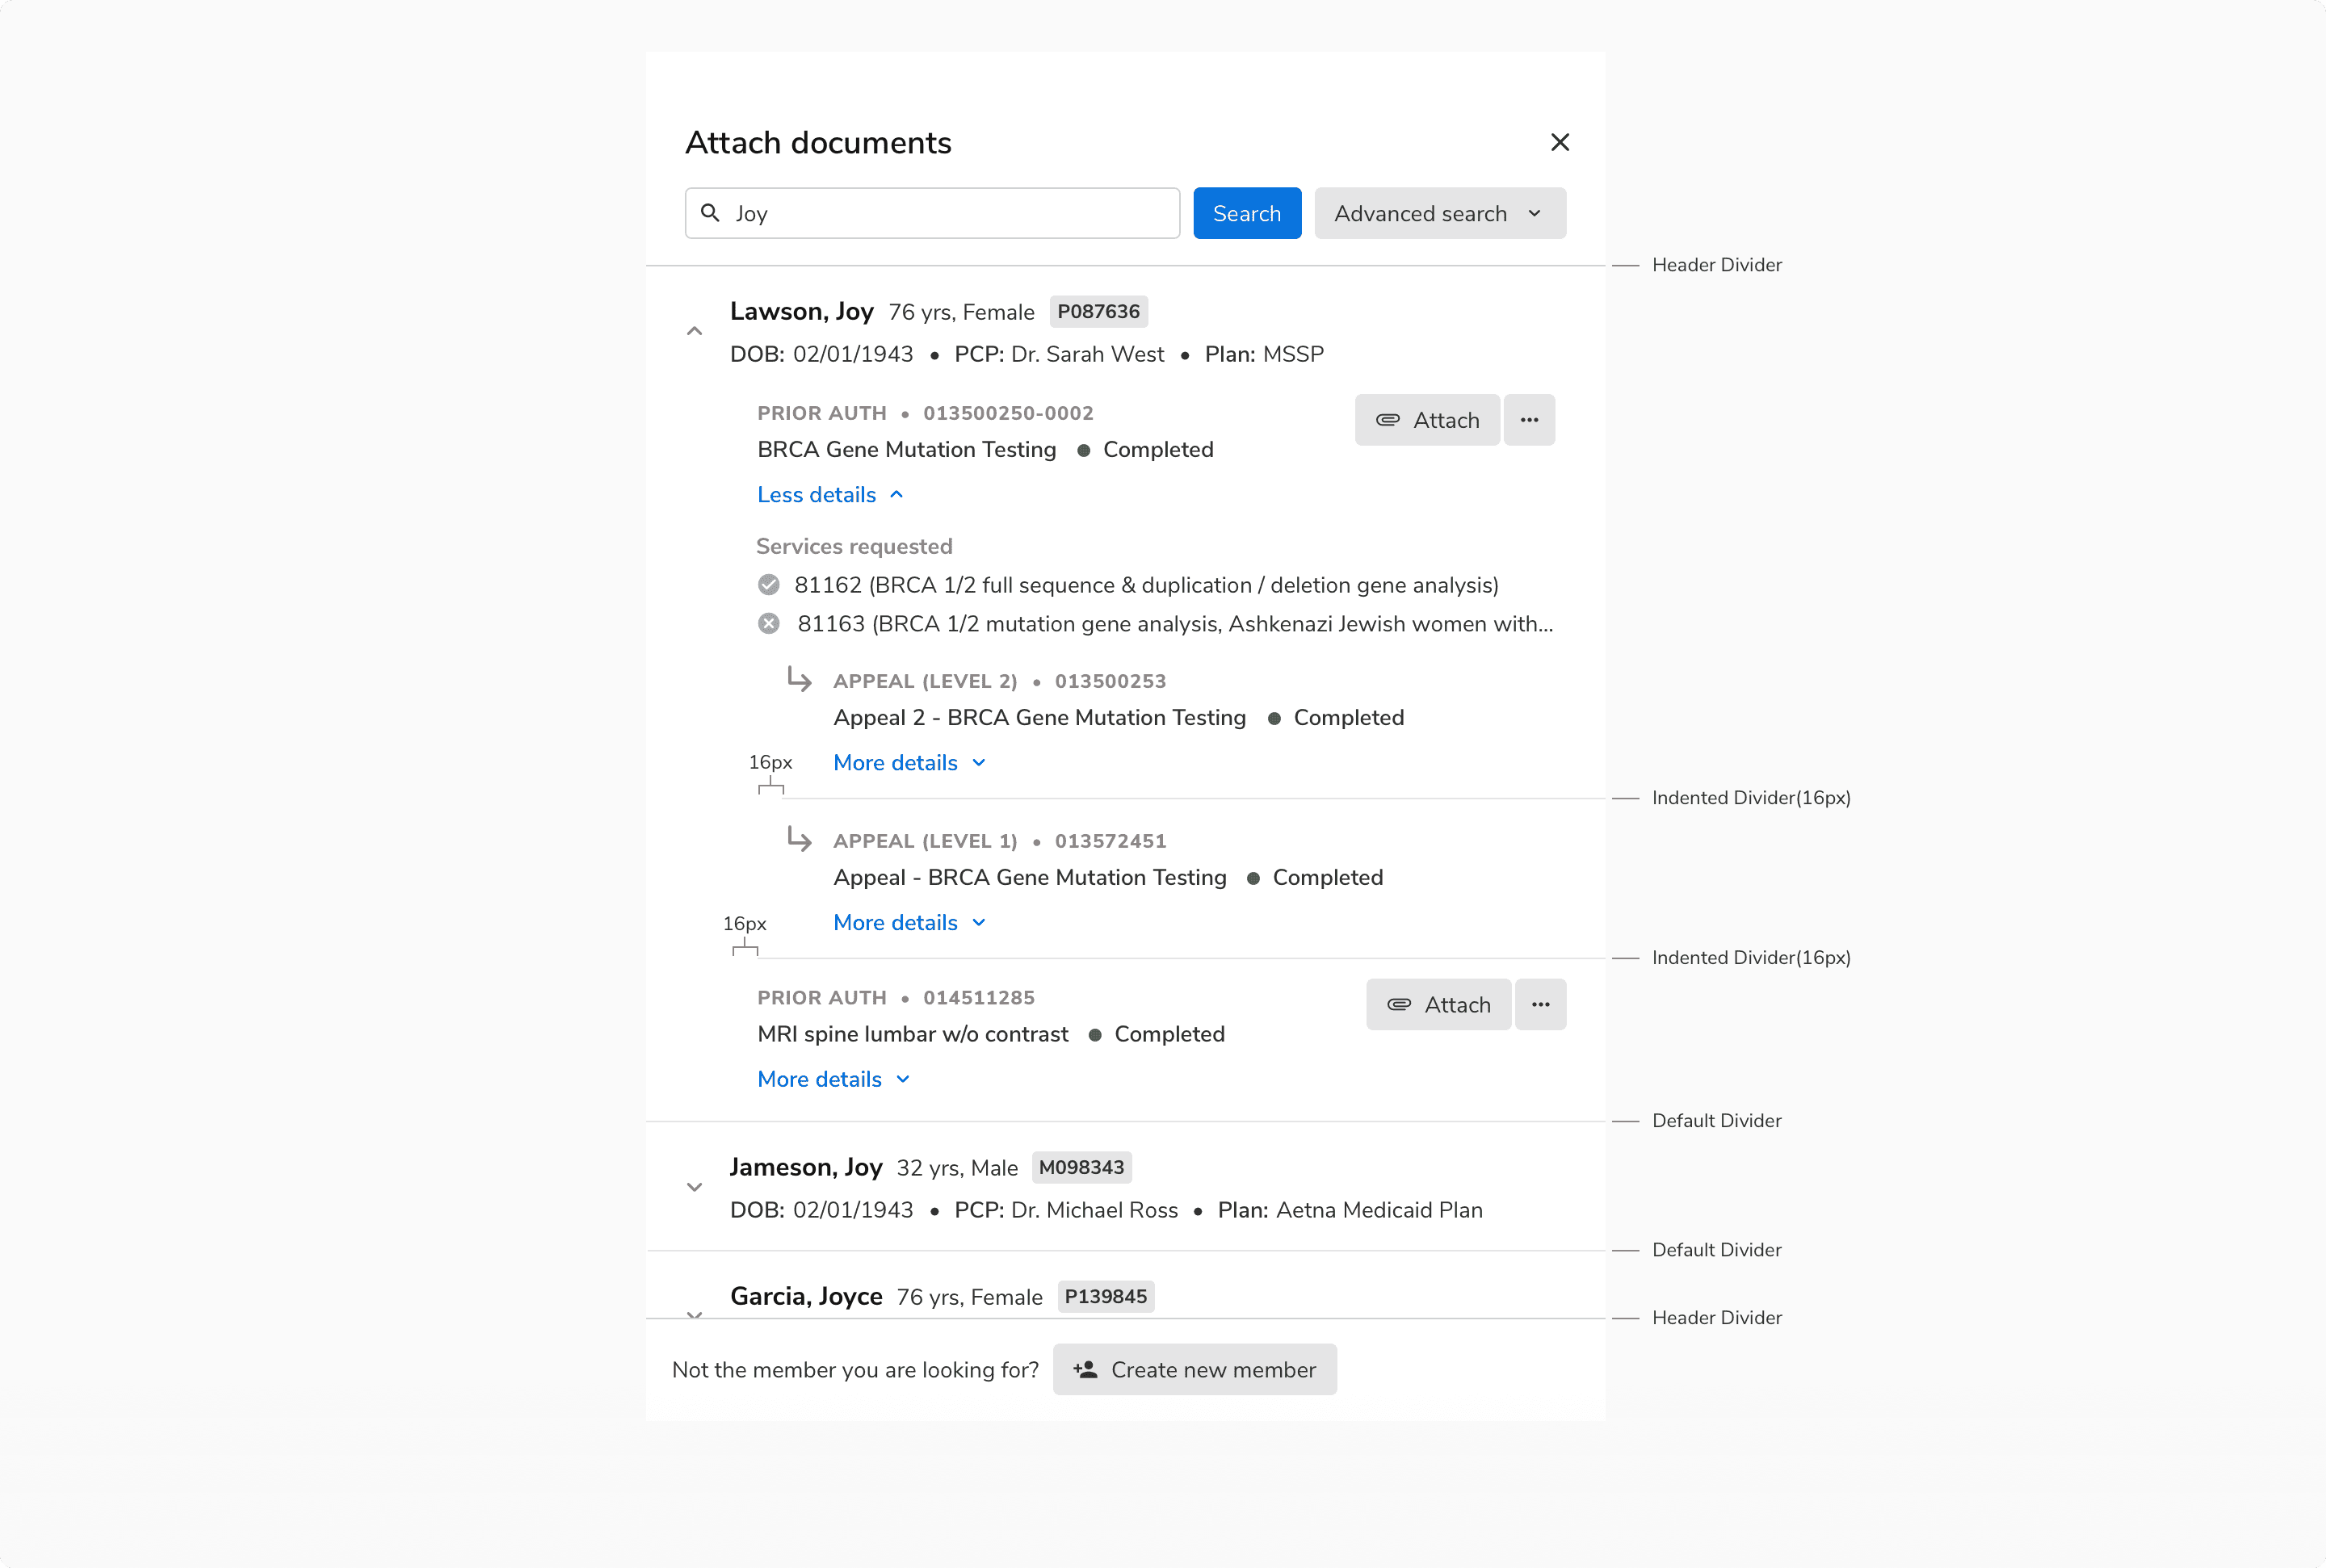 Attach documents
Joy
Search
Advanced search
Header Divider
Lawson, Joy 76 yrs, Female P087636
DOB: 02/01/1943 • PCP: Dr. Sarah West • Plan: MSSP
PRIOR AUTH • 013500250-0002
Attach
BRCA Gene Mutation Testing ● Completed
Less details
Services requested
81162 (BRCA 1/2 full sequence & duplication / deletion gene analysis)
81163 (BRCA 1/2 mutation gene analysis, Ashkenazi Jewish women with...
APPEAL (LEVEL 2) • 013500253
Appeal 2 - BRCA Gene Mutation Testing ● Completed
More details
16px
Indented Divider(16px)
APPEAL (LEVEL 1) • 013572451
Appeal - BRCA Gene Mutation Testing ● Completed
More details
16px
Indented Divider(16px)
PRIOR AUTH • 014511285
Attach
MRI spine lumbar w/o contrast ● Completed
More details
Default Divider
Jameson, Joy 32 yrs, Male M098343
DOB: 02/01/1943 • PCP: Dr. Michael Ross • Plan: Aetna Medicaid Plan
Default Divider
Garcia, Joyce 76 yrs, Female P139845
Header Divider
Not the member you are looking for?
Create new member